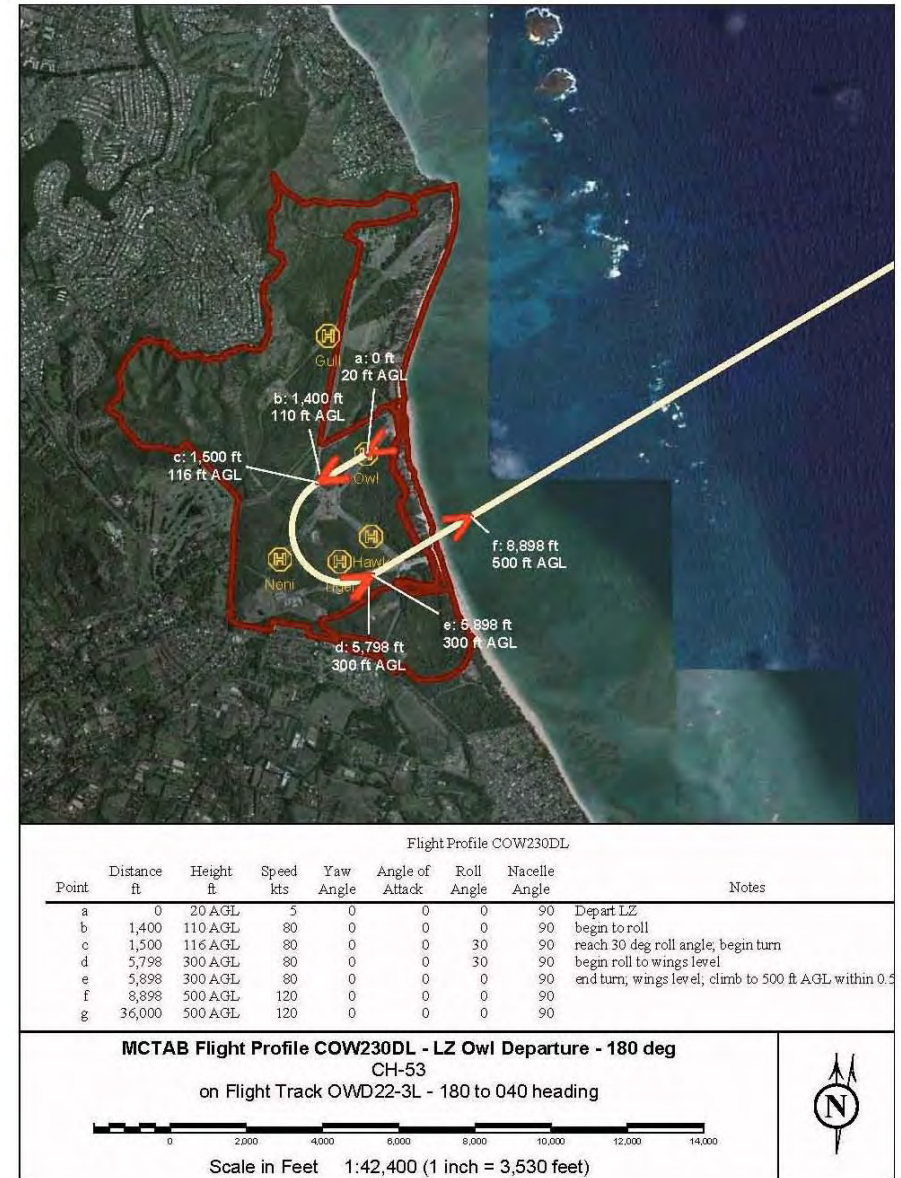 Gull
a: 0 ft
20 ft AGL
b: 1,400 ft
110 ft AGL
c: 1,500 ft
116 ft AGL
Owl
Hawk
Neni
f: 8,898 ft
500 ft AGL
e: 5,898 ft
300 ft AGL
d: 5,798 ft
300 ft AGL
Flight Profile COW230DL
Point Distance ft Height ft Speed kts Yaw Angle Angle of Attack Roll Angle Nacelle Angle Notes
a 0 20 AGL 5 0 0 0 90 Depart LZ
b 1,400 110 AGL 80 0 0 0 90 begin to roll
c 1,500 116 AGL 80 0 0 30 90 reach 30 deg roll angle; begin turn
d 5,798 300 AGL 80 0 0 30 90 begin roll to wings level
e 5,898 300 AGL 80 0 0 0 90 end turn; wings level; climb to 500 ft AGL within 0.5
f 8,898 500 AGL 120 0 0 0 90
g 36,000 500 AGL 120 0 0 0 90
MCTAB Flight Profile COW230DL - LZ Owl Departure - 180 deg
CH-53
on Flight Track OWD22-3L - 180 to 040 heading
0 2,000 4,000 6,000 8,000 10,000 12,000 14,000
Scale in Feet 1:42,400 (1 inch = 3,530 feet)
N